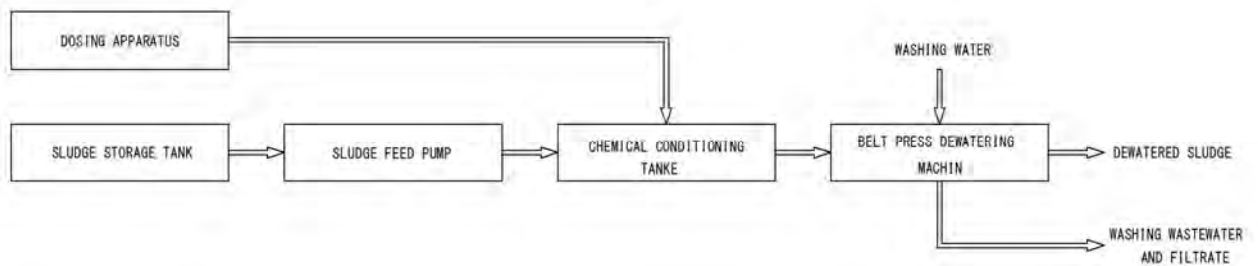 DOSING APPARATUS
WASHING WATER
SLUDGE STORAGE TANK
SLUDGE FEED PUMP
CHEMICAL CONDITIONING
TANKE
BELT PRESS DEWATERING
MACHIN
DEWATERED SLUDGE
WASHING WASTEWATER
AND FILTRATE